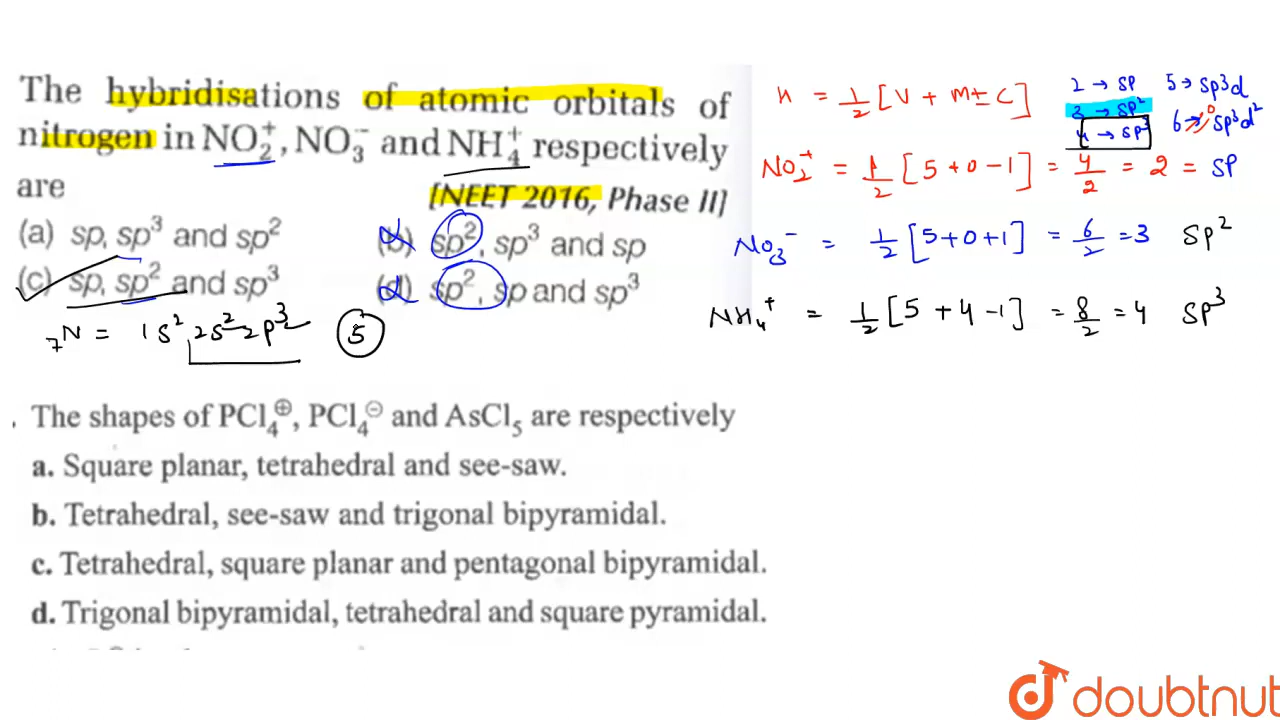 The hybridisations of atomic orbitals of
nitrogen in NO₂⁺, NO₃⁻ and NH₄⁺ respectively
are
[NEET 2016, Phase II]
(a) sp, sp³ and sp²
(b) sp², sp³ and sp
(c) sp, sp² and sp³
(d) sp², sp and sp³
₇N = 1s² 2s² 2p³ 5
H = 1/2 [V + M ± C]
2 → SP
3 → SP²
4 → SP³
5 → SP³d
6 → SP³d²
NO₂⁺ = 1/2 [5+0-1] = 4/2 = 2 = SP
NO₃⁻ = 1/2 [5+0+1] = 6/2 = 3 SP²
NH₄⁺ = 1/2 [5+4-1] = 8/2 = 4 SP³
. The shapes of PCl₄⊕, PCl₄⊖ and AsCl₅ are respectively
a. Square planar, tetrahedral and see-saw.
b. Tetrahedral, see-saw and trigonal bipyramidal.
c. Tetrahedral, square planar and pentagonal bipyramidal.
d. Trigonal bipyramidal, tetrahedral and square pyramidal.
doubtnut